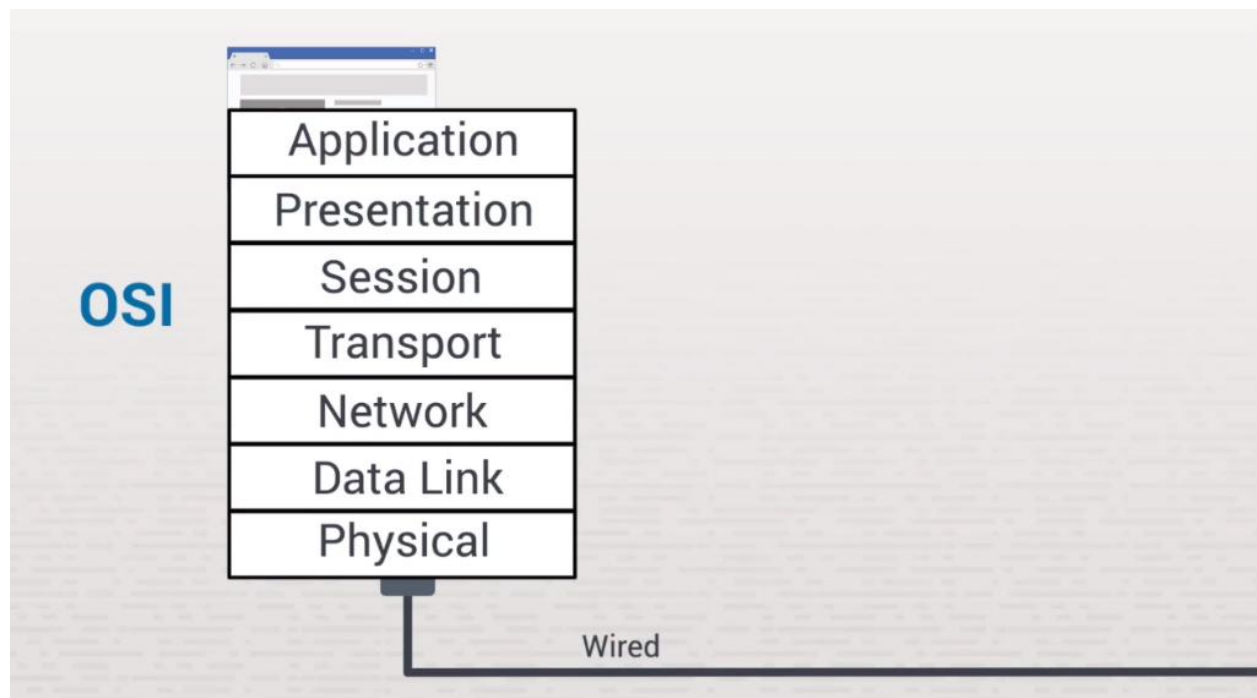 Application
Presentation
Session
OSI
Transport
Network
Data Link
Physical
Wired